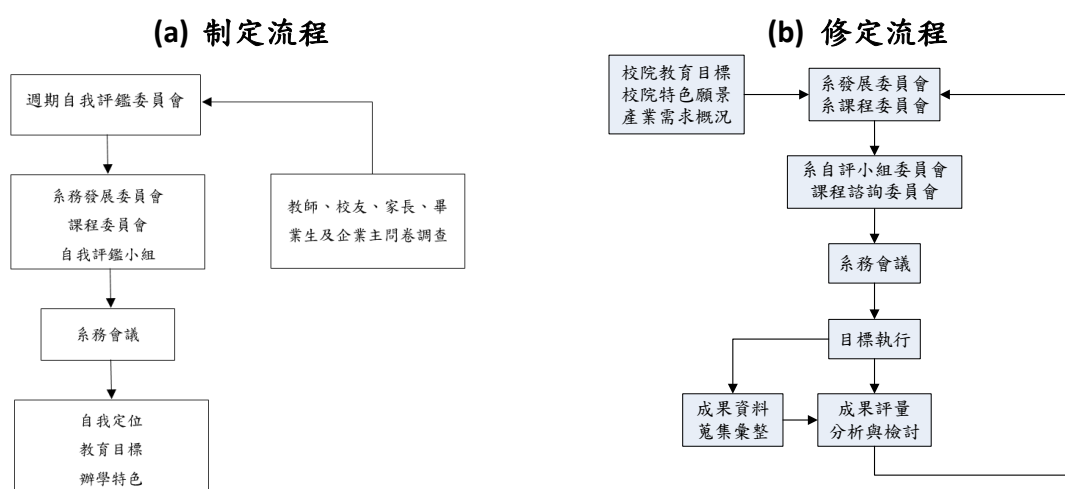 (a) 制定流程
週期自我評鑑委員會
系務發展委員會
課程委員會
自我評鑑小組
教師、校友、家長、畢
業生及企業主問卷調查
系務會議
自我定位
教育目標
辦學特色
(b) 修定流程
校院教育目標
校院特色願景
產業需求概況
系發展委員會
系課程委員會
系自評小組委員會
課程諮詢委員會
系務會議
目標執行
成果資料
蒐集彙整
成果評量
分析與檢討